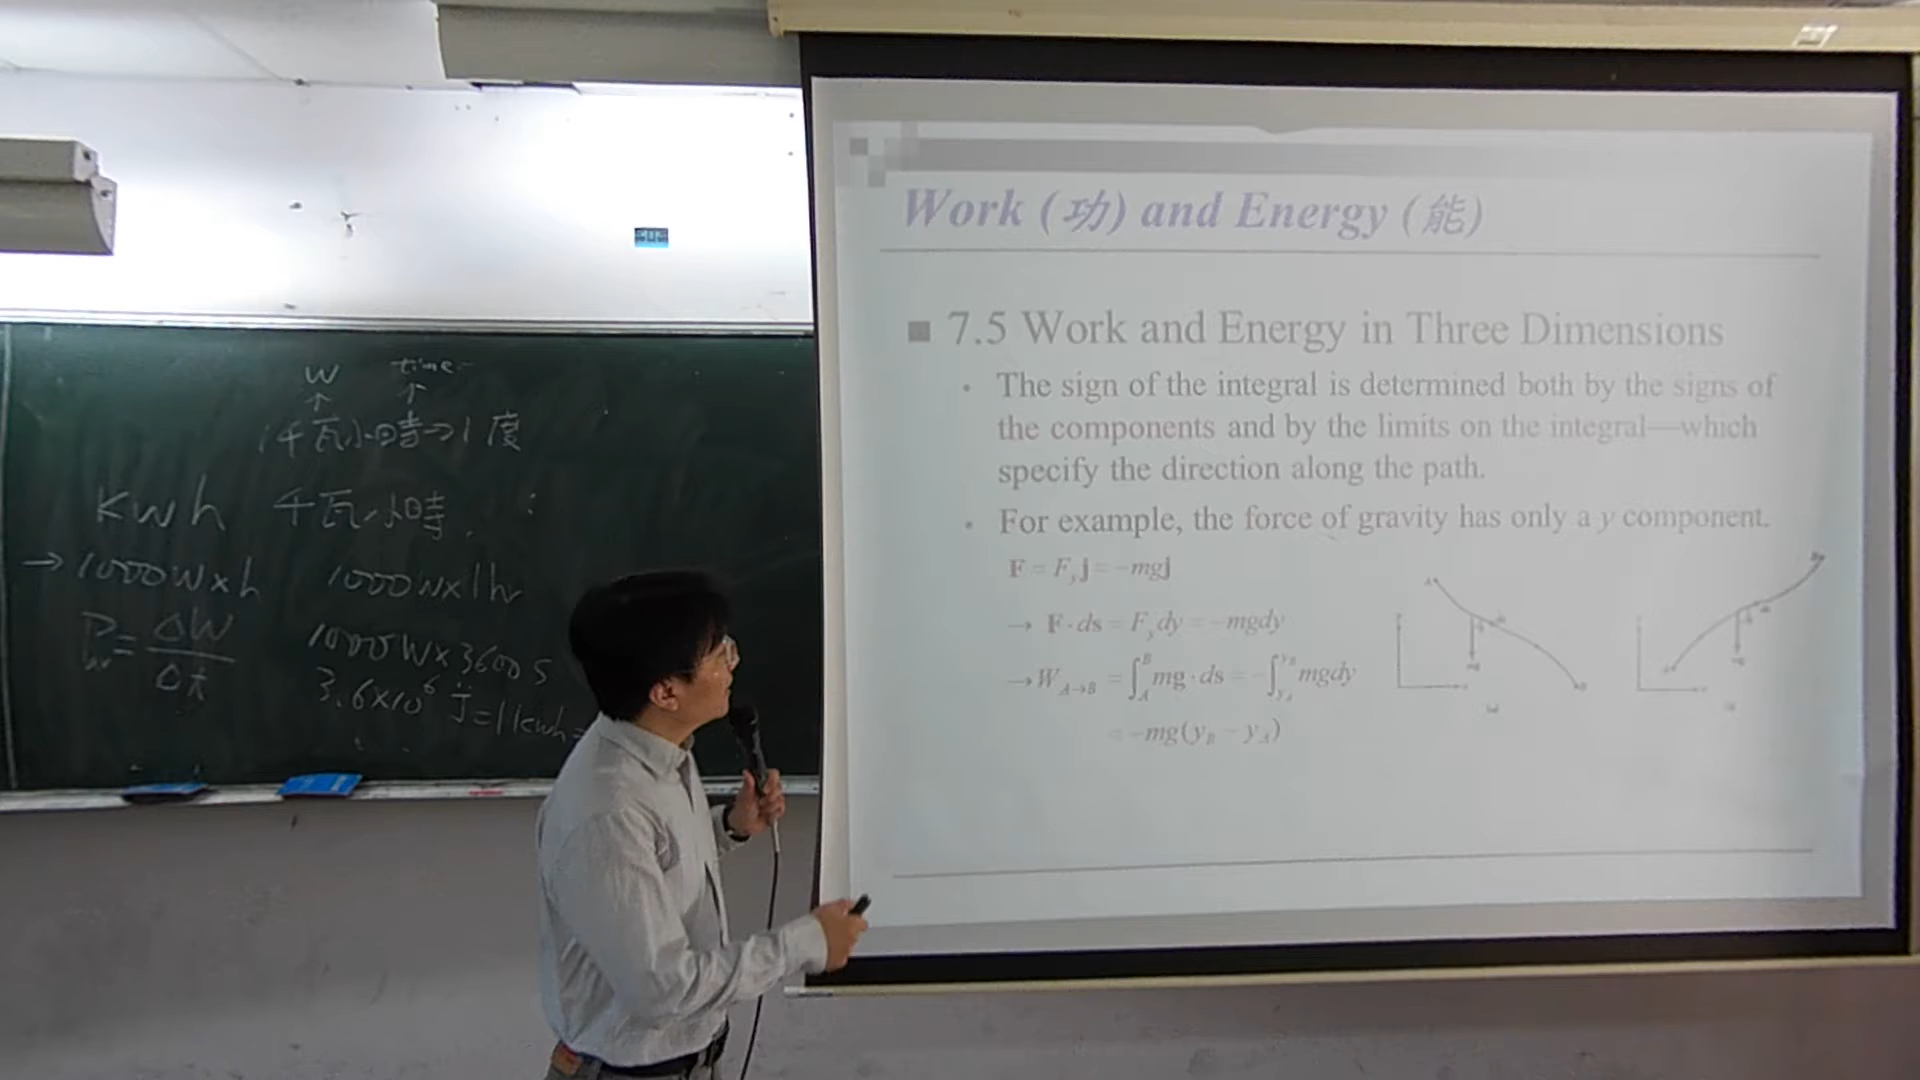 W time
1千瓦小時→1度
Kwh 千瓦小時
→1000W×h 1000W×1hr
P=ΔW/Δt
1000W×3600s
3.6×10⁶ j=1kwh=
Work (功) and Energy (能)
■ 7.5 Work and Energy in Three Dimensions
• The sign of the integral is determined both by the signs of
the components and by the limits on the integral—which
specify the direction along the path.
• For example, the force of gravity has only a y component.
F = F_y j = -mgj
→ F·ds = F_y dy = -mgdy
→ W_{A→B} = ∫_A^B mg·ds = -∫_{y_A}^{y_B} mgdy
= -mg(y_B - y_A)